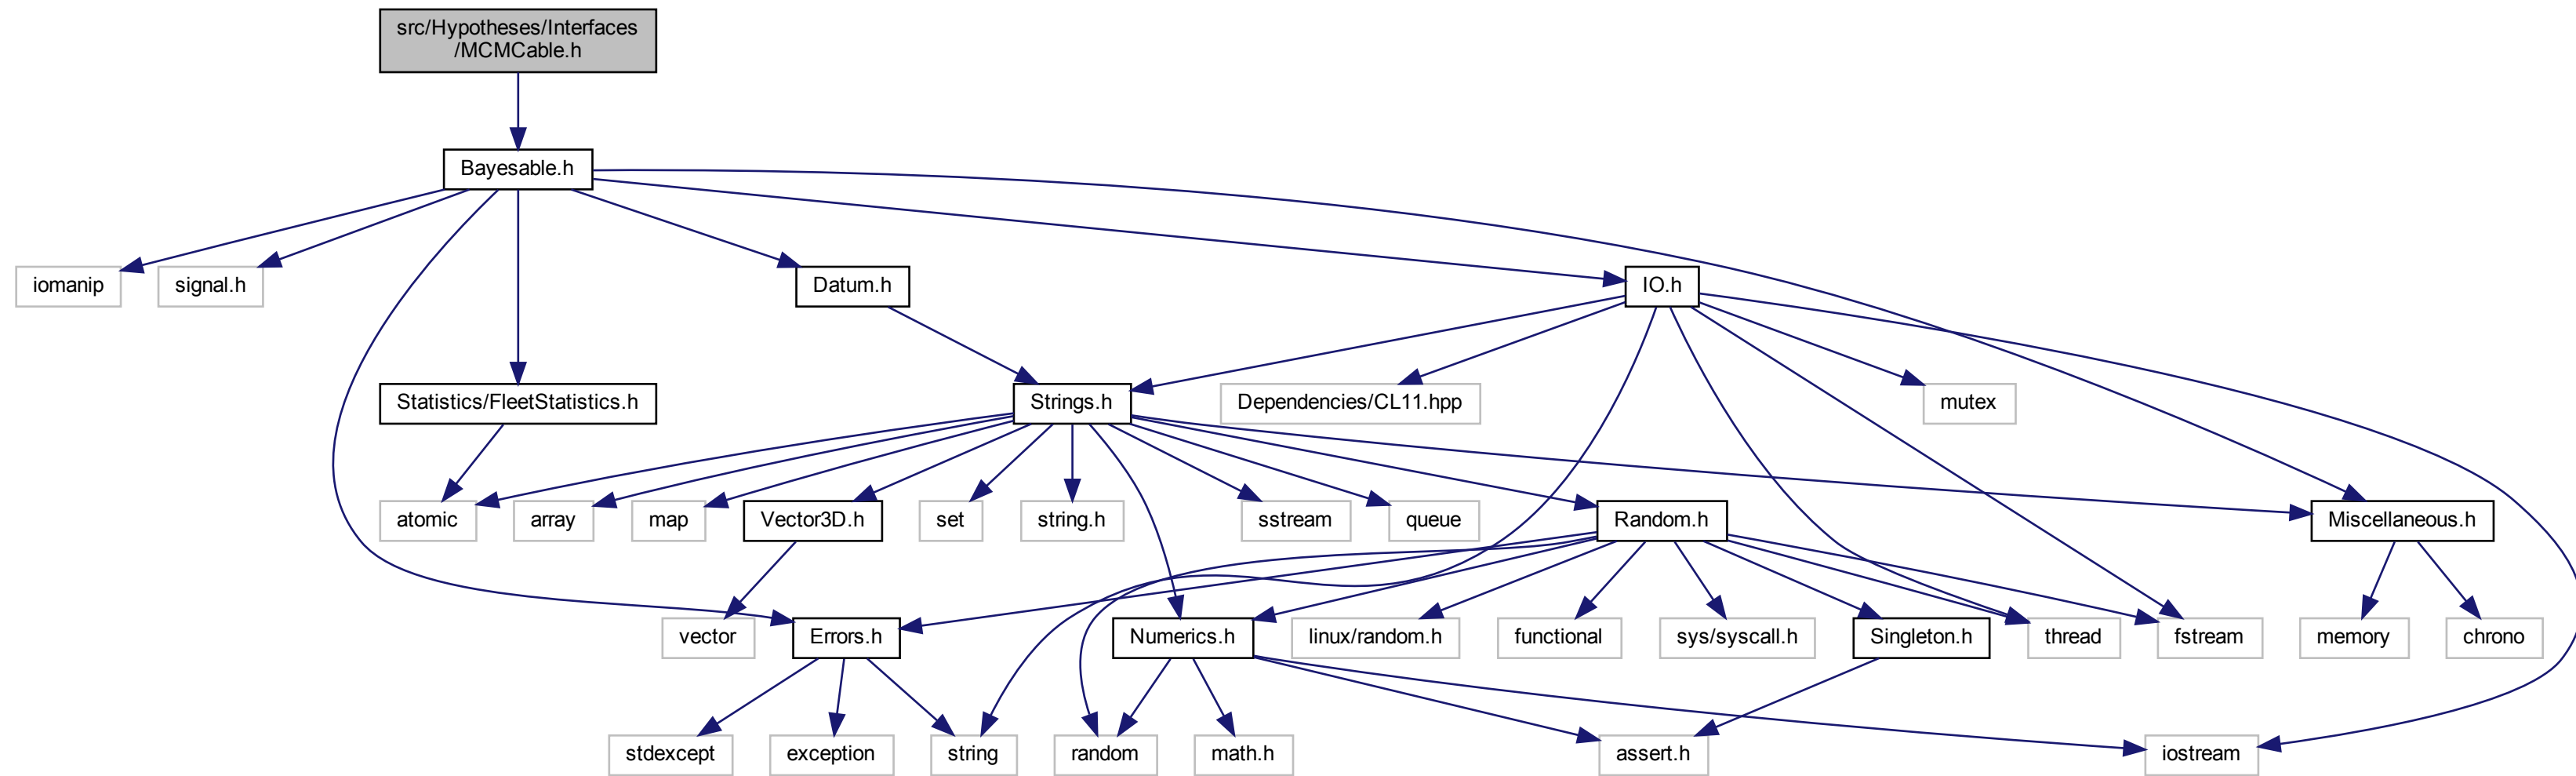 src/Hypotheses/Interfaces
/MCMCable.h
Bayesable.h
iomanip
signal.h
Datum.h
IO.h
Statistics/FleetStatistics.h
Strings.h
Dependencies/CL11.hpp
mutex
atomic
array
map
Vector3D.h
set
string.h
sstream
queue
Random.h
Miscellaneous.h
vector
Errors.h
Numerics.h
linux/random.h
functional
sys/syscall.h
Singleton.h
thread
fstream
memory
chrono
stdexcept
exception
string
random
math.h
assert.h
iostream